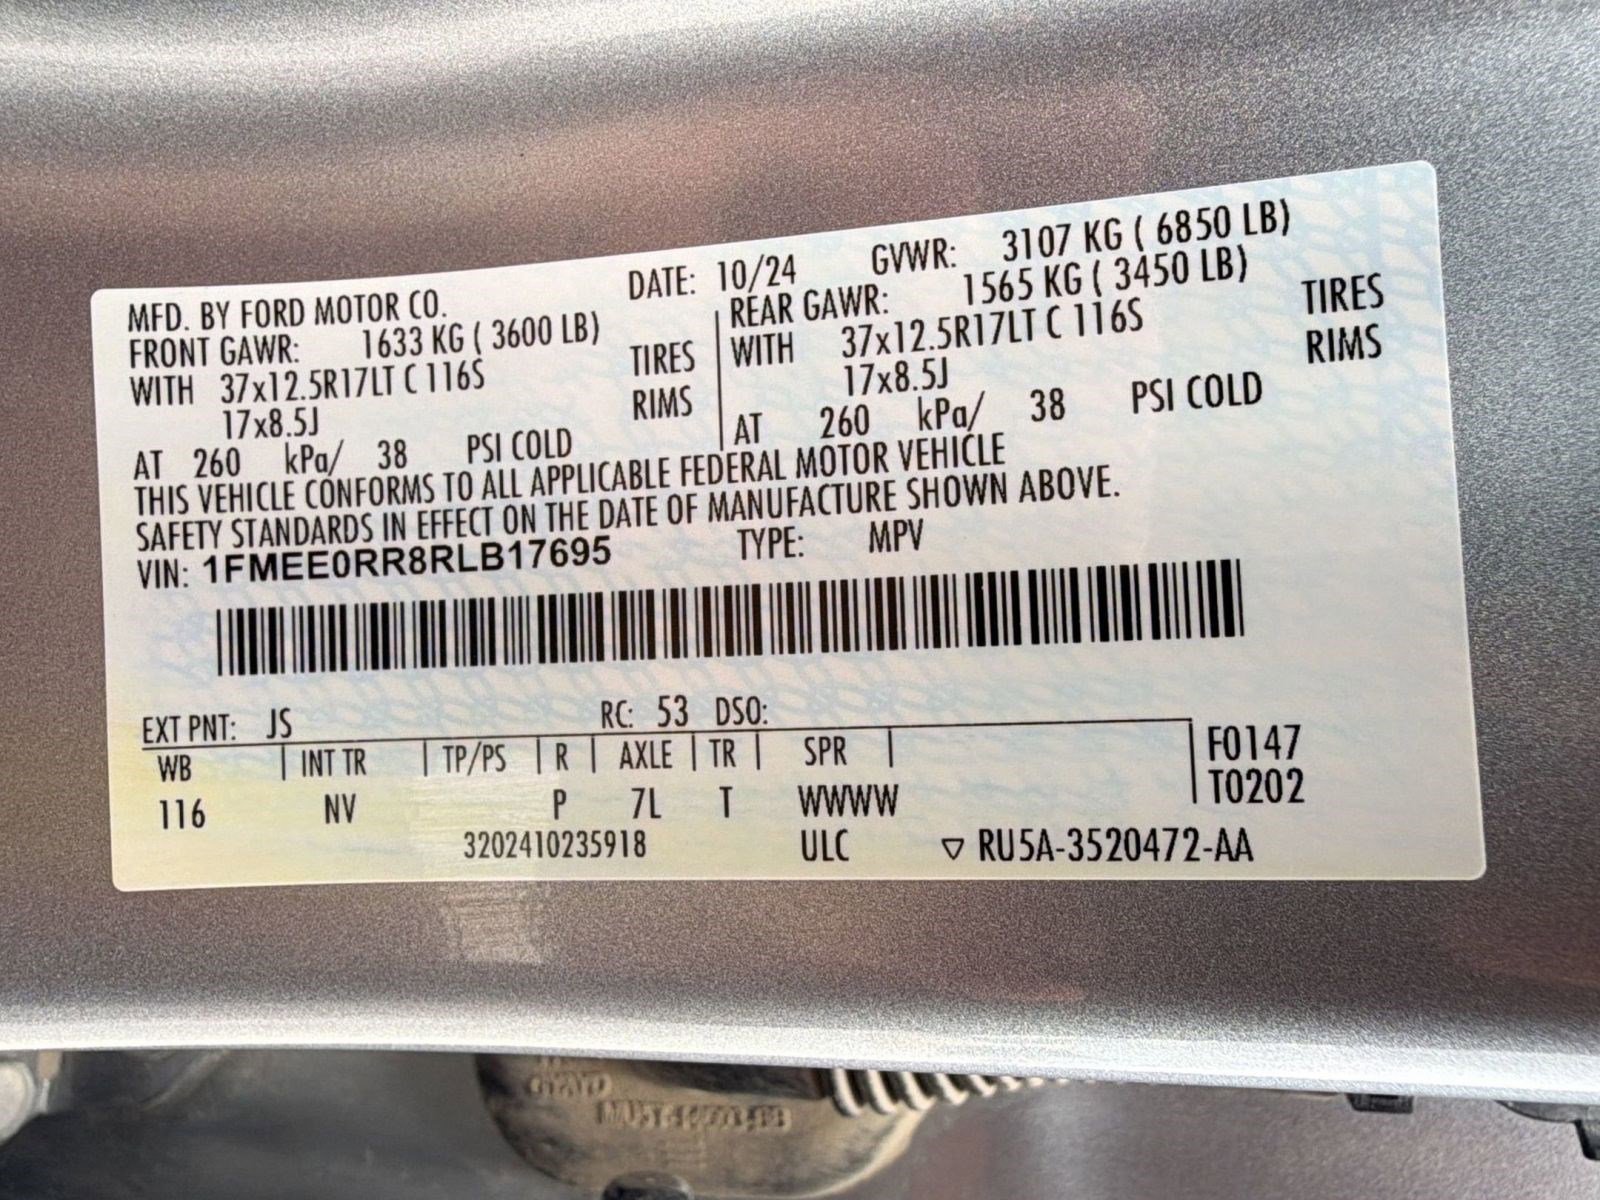 MFD. BY FORD MOTOR CO. DATE: 10/24 GVWR: 3107 KG ( 6850 LB)
FRONT GAWR: 1633 KG ( 3600 LB)
WITH 37x12.5R17LT C 116S TIRES
17x8.5J RIMS
AT 260 kPa/ 38 PSI COLD
REAR GAWR: 1565 KG ( 3450 LB)
WITH 37x12.5R17LT C 116S TIRES
17x8.5J RIMS
AT 260 kPa/ 38 PSI COLD
THIS VEHICLE CONFORMS TO ALL APPLICABLE FEDERAL MOTOR VEHICLE
SAFETY STANDARDS IN EFFECT ON THE DATE OF MANUFACTURE SHOWN ABOVE.
VIN: 1FMEE0RR8RLB17695 TYPE: MPV
EXT PNT: JS RC: 53 DSO:
WB INT TR TP/PS R AXLE TR SPR F0147
116 NV P 7L T WWWW T0202
3202410235918 ULC ▽ RU5A-3520472-AA